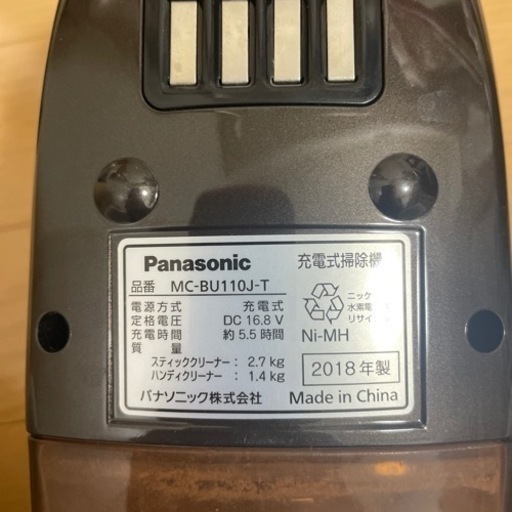 Panasonic 充電式掃除機
品番 MC-BU110J-T
電源方式 充電式
定格電圧 DC 16.8 V
充電時間 約 5.5 時間
質量
スティッククリーナー : 2.7 kg
ハンディクリーナー : 1.4 kg
パナソニック株式会社
ニッケ
水素電
リサイ
Ni-MH
2018 年製
Made in China